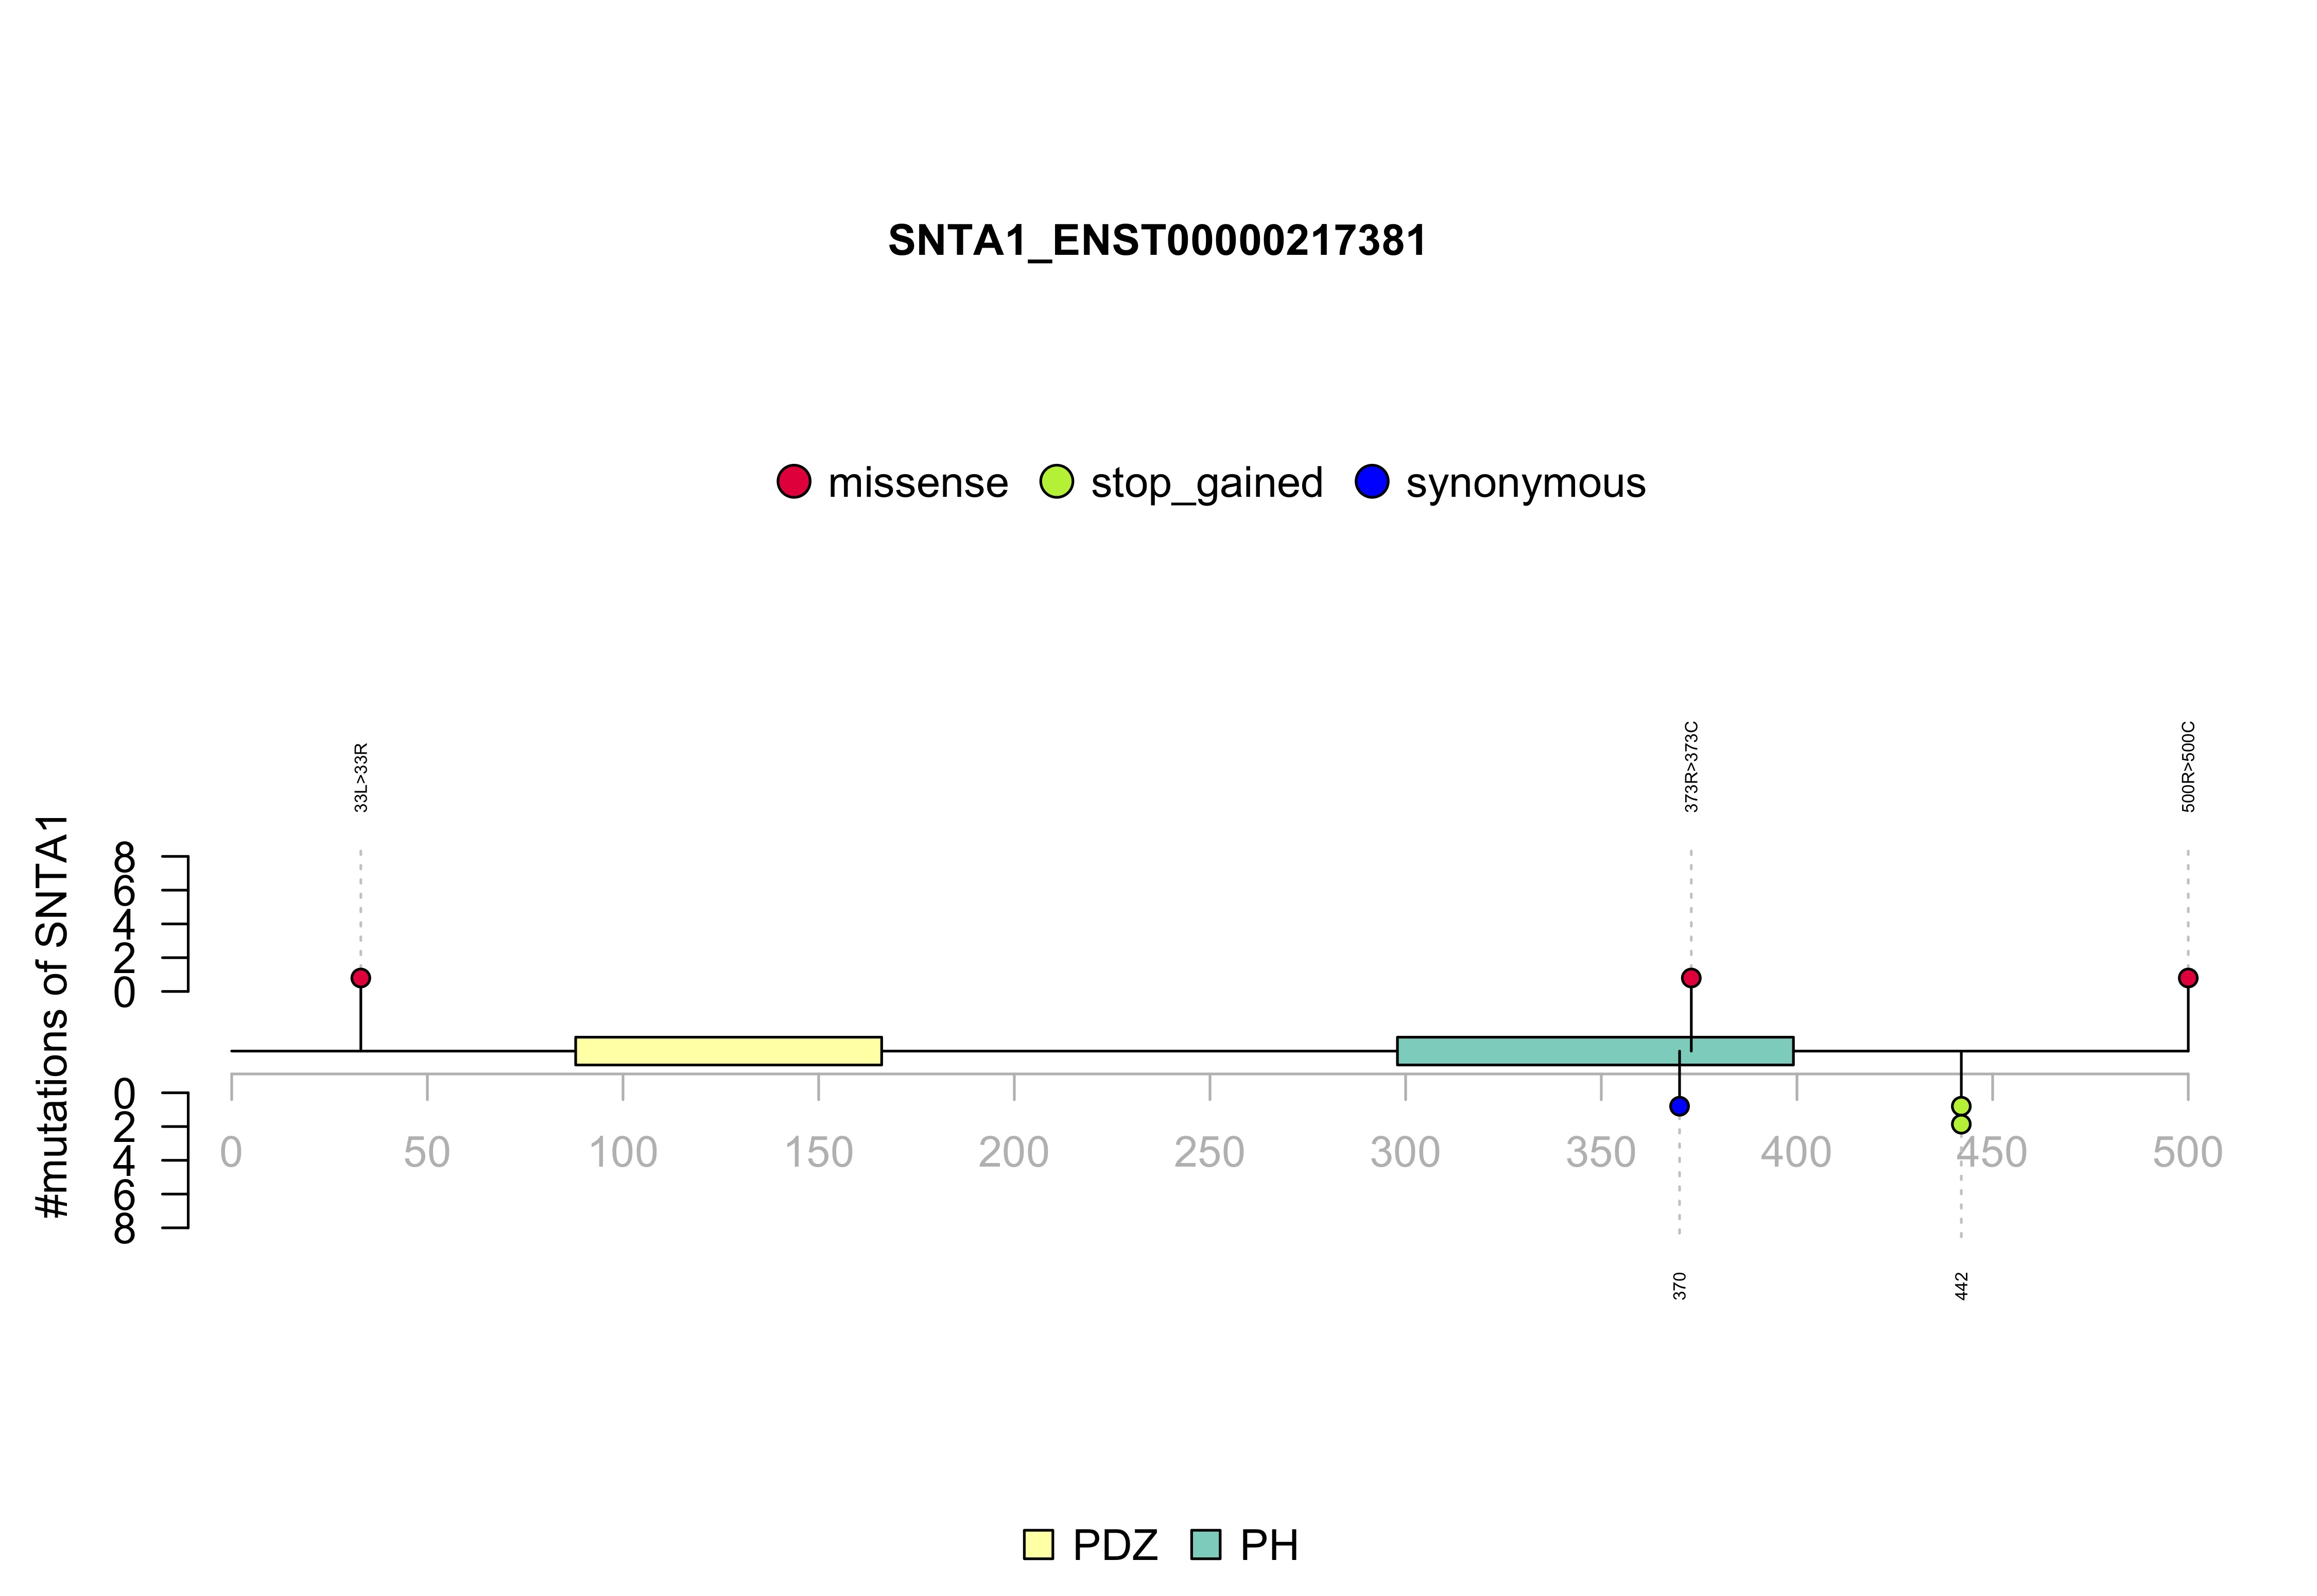 SNTA1_ENST00000217381
missense stop_gained synonymous
33L>33R
373R>373C
500R>500C
#mutations of SNTA1
8
6
4
2
0
0
2
4
6
8
0 50 100 150 200 250 300 350 400 450 500
370
442
PDZ PH